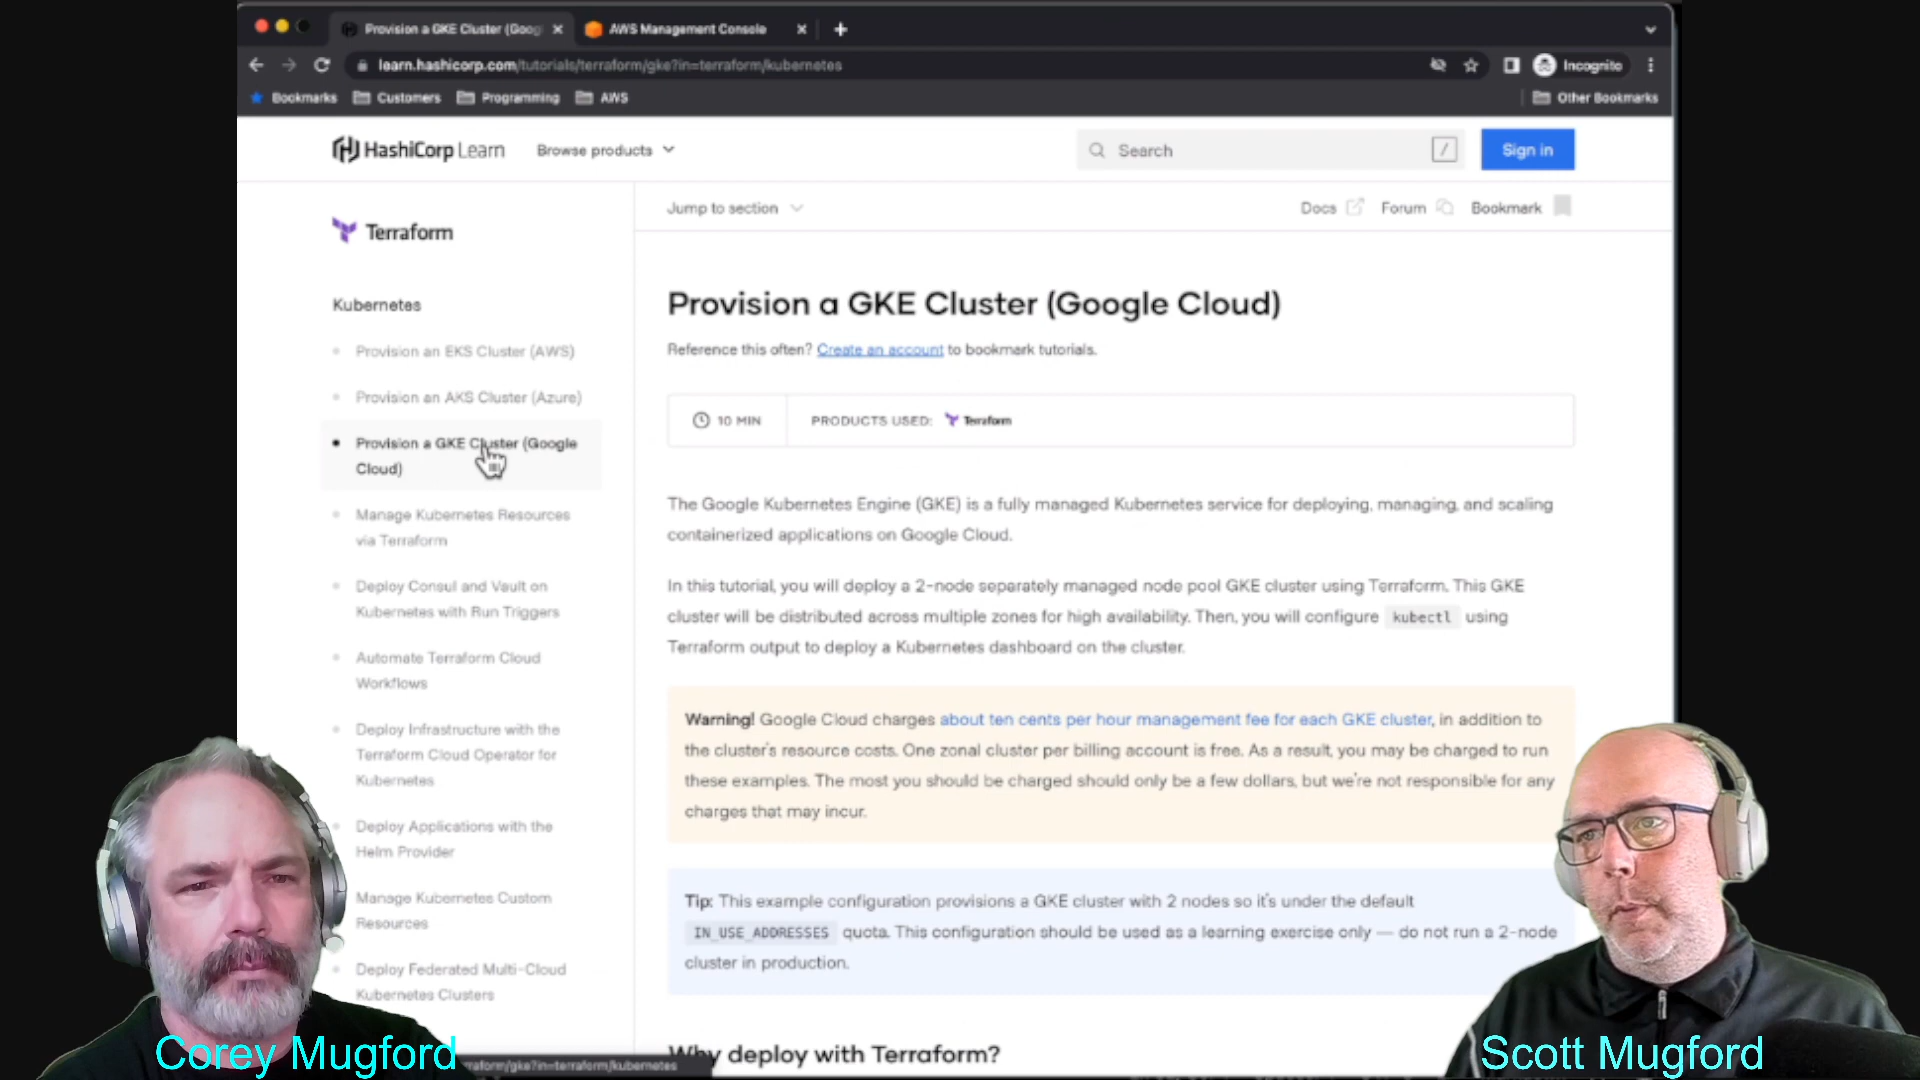 Provision a GKE Cluster (Goog
AWS Management Console
learn.hashicorp.com/tutorials/terraform/gke?in=terraform/kubernetes
Incognito
Bookmarks
Customers
Programming
AWS
Other Bookmarks
HashiCorp Learn
Browse products
Search
/
Sign in
Terraform
Jump to section
Docs
Forum
Bookmark
Kubernetes
Provision an EKS Cluster (AWS)
Provision an AKS Cluster (Azure)
Provision a GKE Cluster (Google
Cloud)
Manage Kubernetes Resources
via Terraform
Deploy Consul and Vault on
Kubernetes with Run Triggers
Automate Terraform Cloud
Workflows
Deploy Infrastructure with the
Terraform Cloud Operator for
Kubernetes
Deploy Applications with the
Helm Provider
Manage Kubernetes Custom
Resources
Deploy Federated Multi-Cloud
Kubernetes Clusters
Provision a GKE Cluster (Google Cloud)
Reference this often? Create an account to bookmark tutorials.
10 MIN
PRODUCTS USED: Terraform
The Google Kubernetes Engine (GKE) is a fully managed Kubernetes service for deploying, managing, and scaling
containerized applications on Google Cloud.
In this tutorial, you will deploy a 2-node separately managed node pool GKE cluster using Terraform. This GKE
cluster will be distributed across multiple zones for high availability. Then, you will configure kubectl using
Terraform output to deploy a Kubernetes dashboard on the cluster.
Warning! Google Cloud charges about ten cents per hour management fee for each GKE cluster, in addition to
the cluster's resource costs. One zonal cluster per billing account is free. As a result, you may be charged to run
these examples. The most you should be charged should only be a few dollars, but we're not responsible for any
charges that may incur.
Tip: This example configuration provisions a GKE cluster with 2 nodes so it's under the default
IN_USE_ADDRESSES quota. This configuration should be used as a learning exercise only — do not run a 2-node
cluster in production.
Why deploy with Terraform?
rraform/gke?in=terraform/kubernetes
Corey Mugford
Scott Mugford